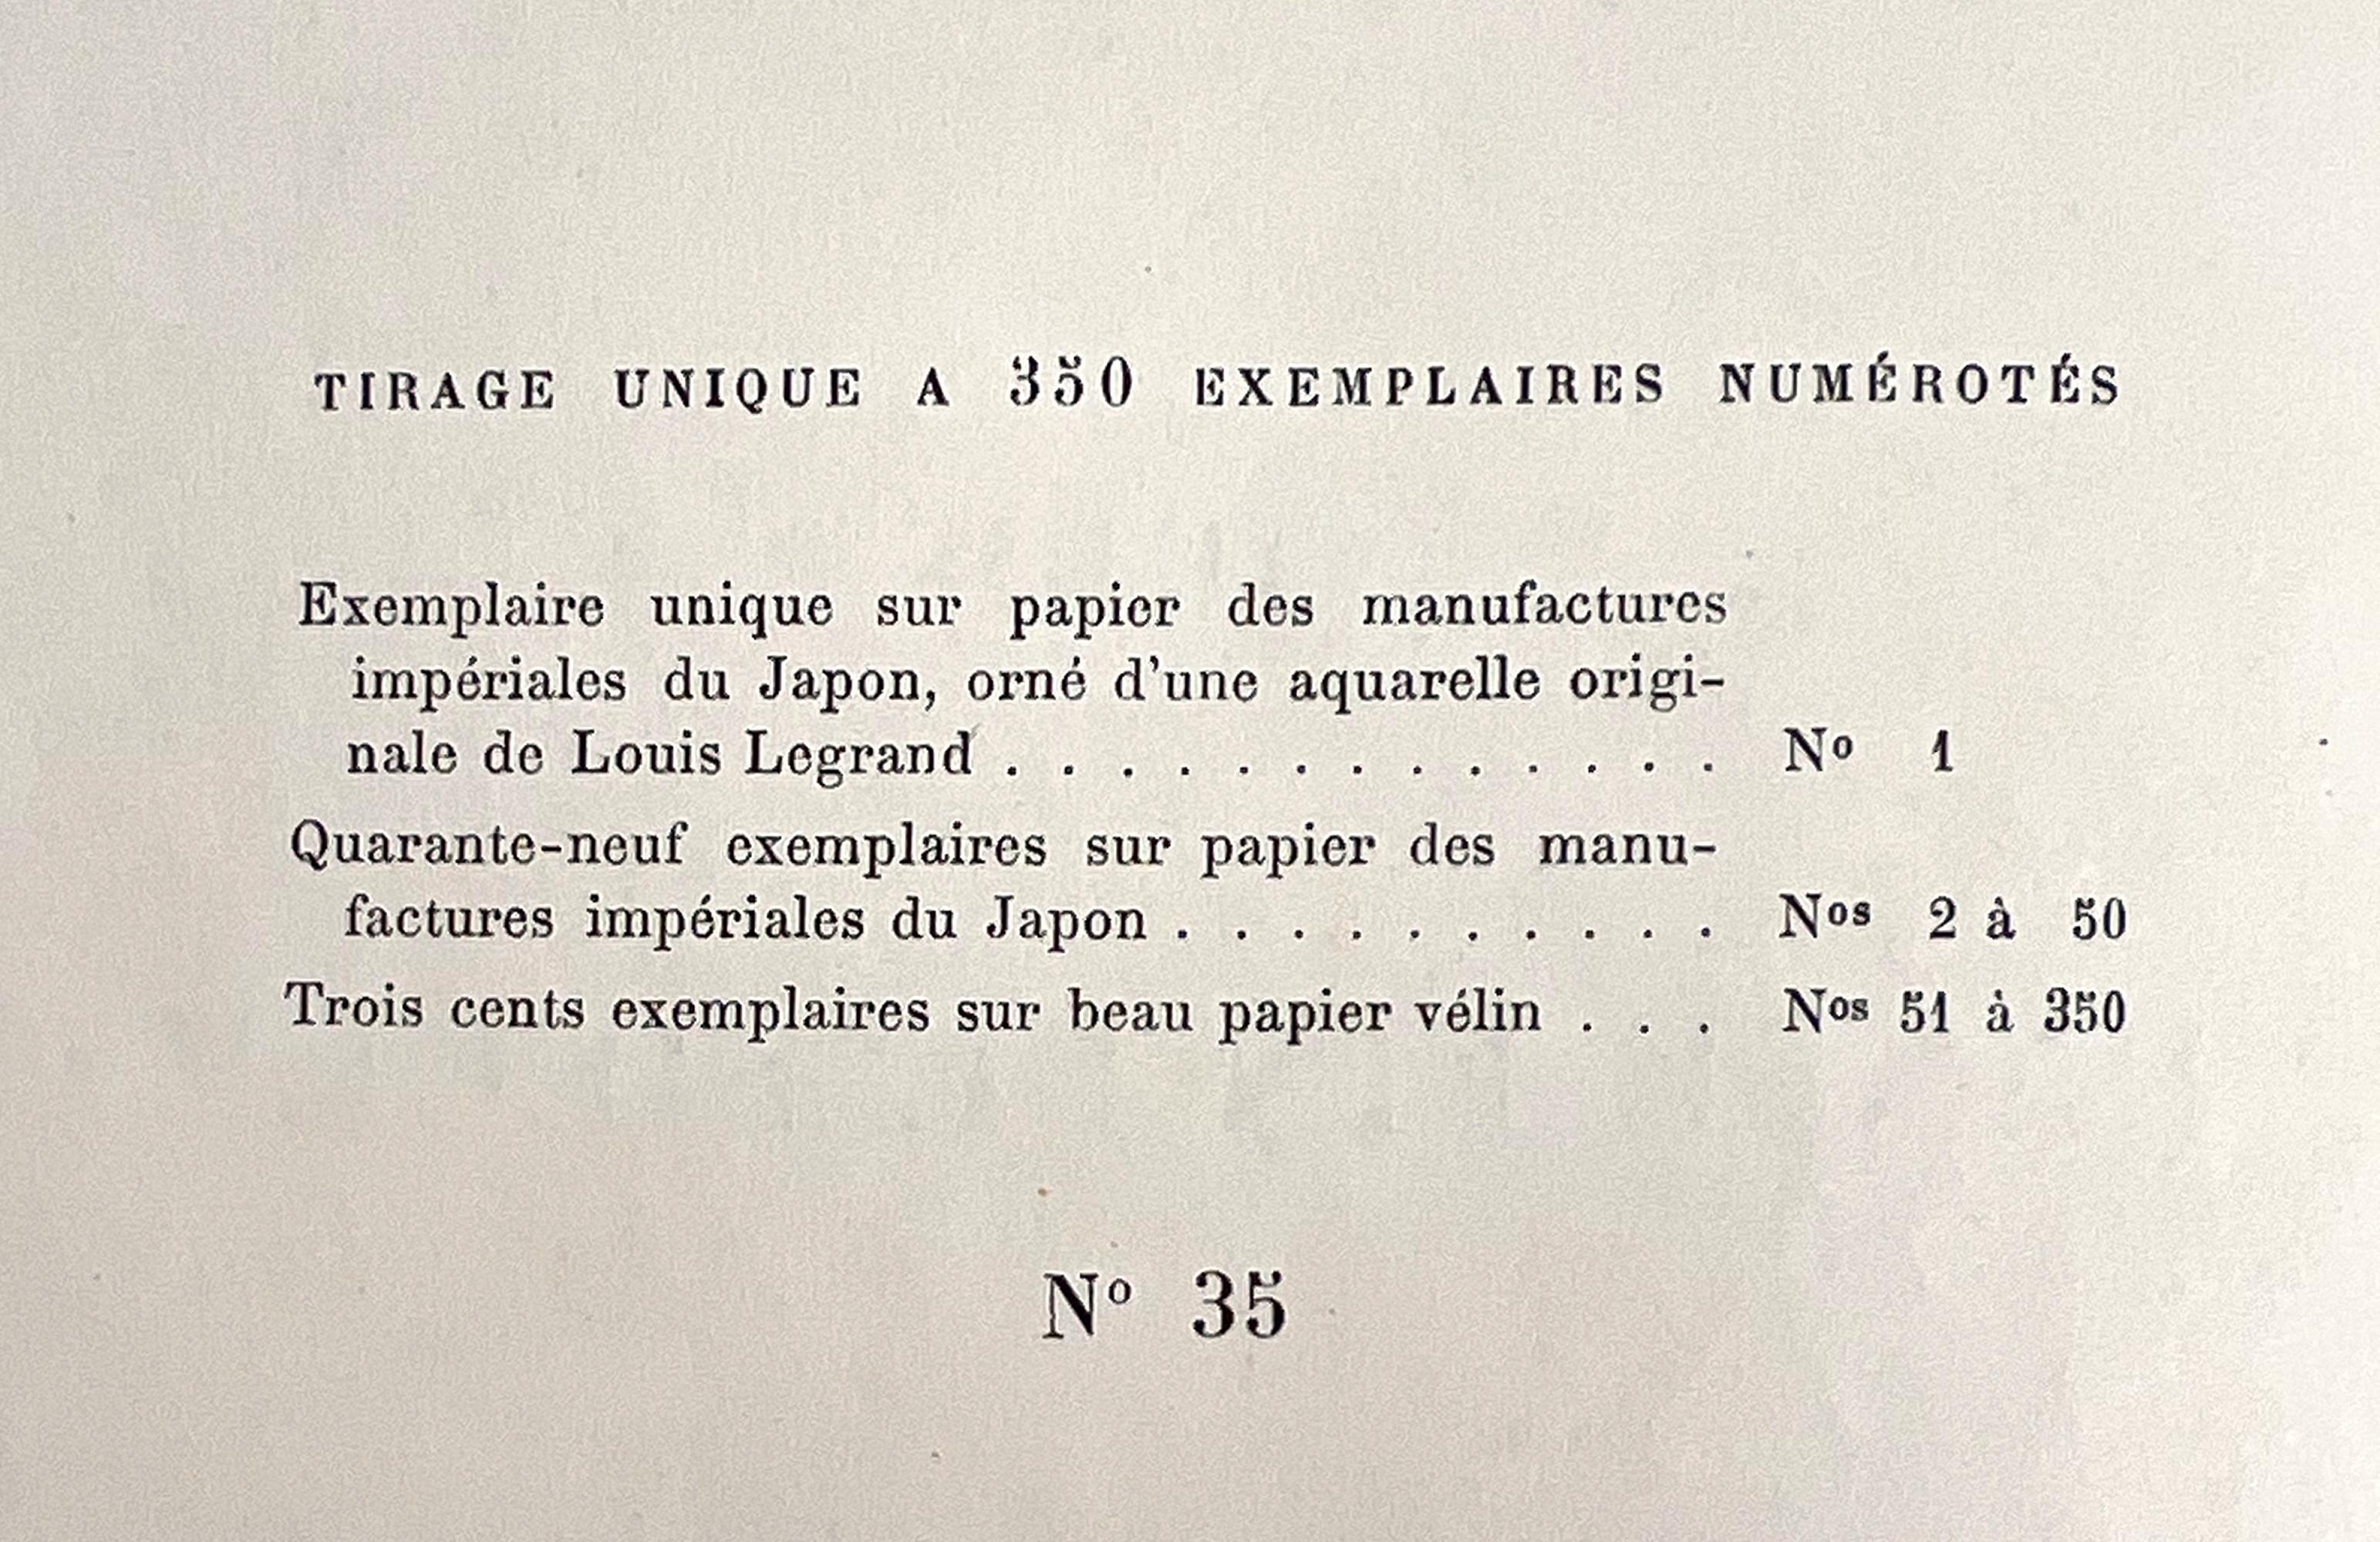 TIRAGE UNIQUE A 350 EXEMPLAIRES NUMÉROTÉS
Exemplaire unique sur papier des manufactures
impériales du Japon, orné d'une aquarelle origi-
nale de Louis Legrand . . . . . . . . . . . . . Nº 1
Quarante-neuf exemplaires sur papier des manu-
factures impériales du Japon . . . . . . . . . . Nos 2 à 50
Trois cents exemplaires sur beau papier vélin . . . Nos 51 à 350
Nº 35